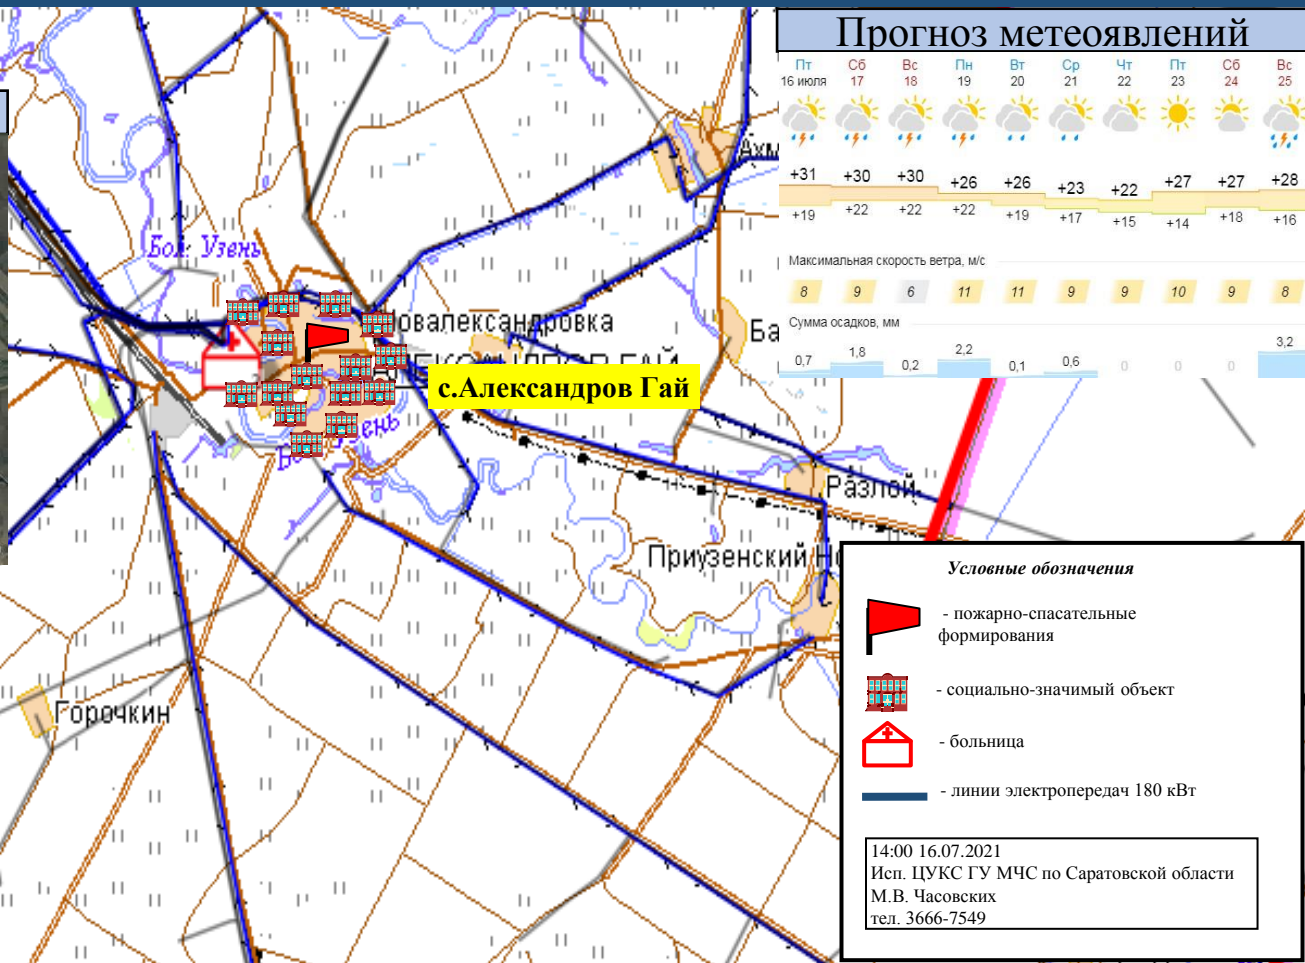 Прогноз метеоявлений
Пт Сб Вс Пн Вт Ср Чт Пт Сб Вс
16 июля 17 18 19 20 21 22 23 24 25
+31 +30 +30 +26 +26 +23 +22 +27 +27 +28
+19 +22 +22 +22 +19 +17 +15 +14 +18 +16
Максимальная скорость ветра, м/с
8 9 6 11 11 9 9 10 9 8
Сумма осадков, мм
0,7 1,8 0,2 2,2 0,1 0,6 0 0 0 3,2
Бол. Узень
Новалександровка
с.Александров Гай
Разлой
Приузенский
Горочкин
Условные обозначения
- пожарно-спасательные
формирования
- социально-значимый объект
- больница
- линии электропередач 180 кВт
14:00 16.07.2021
Исп. ЦУКС ГУ МЧС по Саратовской области
М.В. Часовских
тел. 3666-7549